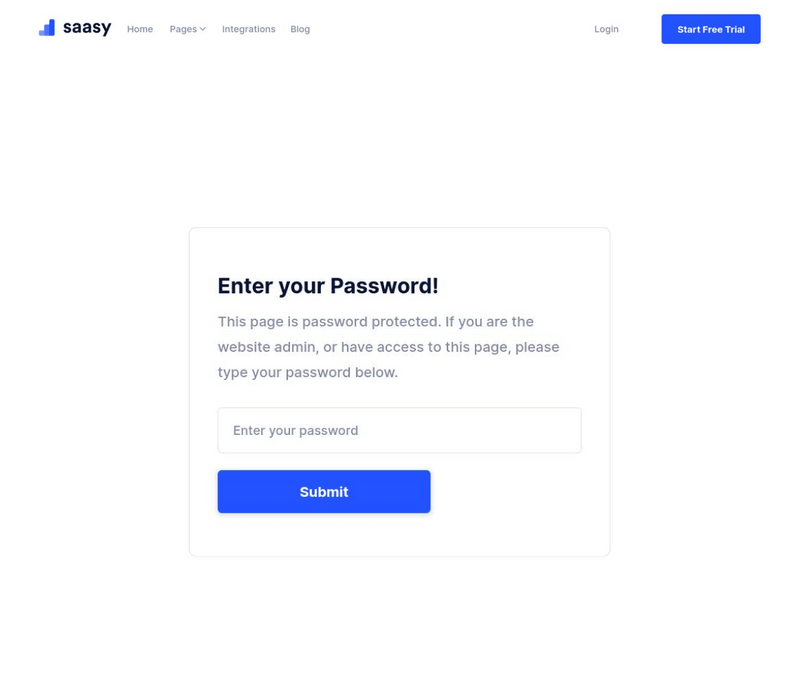 saasy Home Pages Integrations Blog Login Start Free Trial
Enter your Password!
This page is password protected. If you are the
website admin, or have access to this page, please
type your password below.
Enter your password
Submit